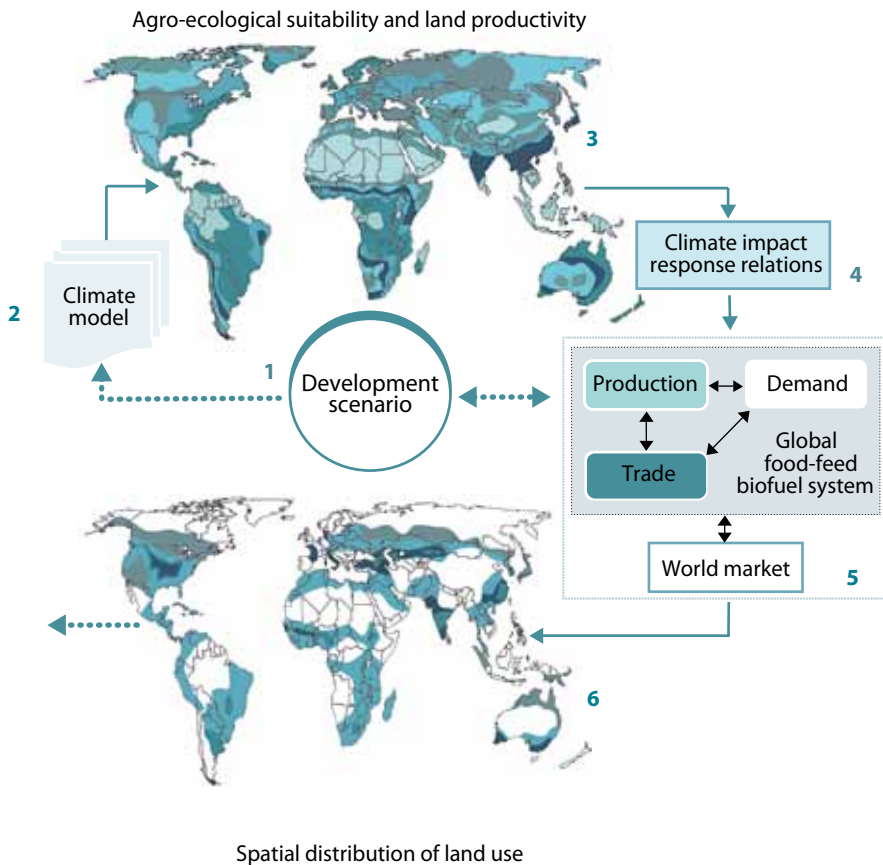 Agro-ecological suitability and land productivity
3
Climate impact
response relations
4
2
Climate
model
1
Development
scenario
Production
Demand
Trade
Global
food-feed
biofuel system
World market
5
6
Spatial distribution of land use